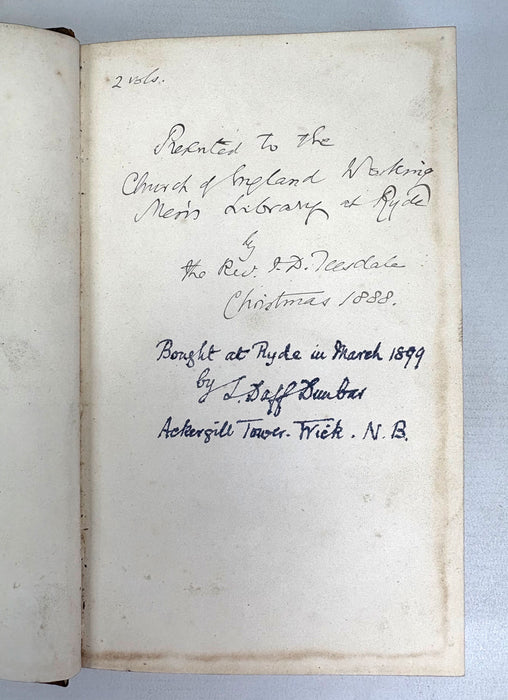 2 vols.
Presented to the
Church of England Working
Men's Library at Ryde
by
the Rev. J. D. Teesdale
Christmas 1888.
Bought at Ryde in March 1899
by L. Duff Dunbar
Ackergill Tower. Wick. N.B.